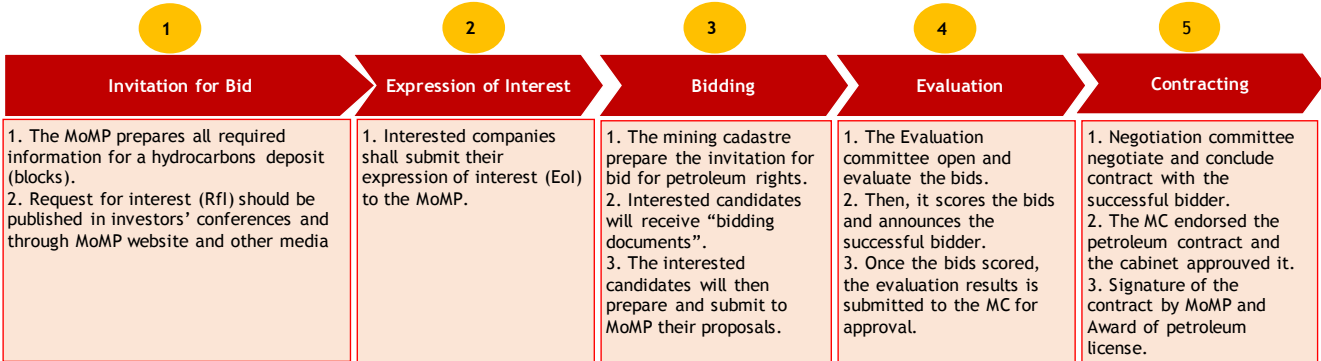 1
Invitation for Bid
1. The MoMP prepares all required
information for a hydrocarbons deposit
(blocks).
2. Request for interest (RfI) should be
published in investors’ conferences and
through MoMP website and other media
2
Expression of Interest
1. Interested companies
shall submit their
expression of interest (EoI)
to the MoMP.
3
Bidding
1. The mining cadastre
prepare the invitation for
bid for petroleum rights.
2. Interested candidates
will receive “bidding
documents”.
3. The interested
candidates will then
prepare and submit to
MoMP their proposals.
4
Evaluation
1. The Evaluation
committee open and
evaluate the bids.
2. Then, it scores the bids
and announces the
successful bidder.
3. Once the bids scored,
the evaluation results is
submitted to the MC for
approval.
5
Contracting
1. Negotiation committee
negotiate and conclude
contract with the
successful bidder.
2. The MC endorsed the
petroleum contract and
the cabinet approuved it.
3. Signature of the
contract by MoMP and
Award of petroleum
license.